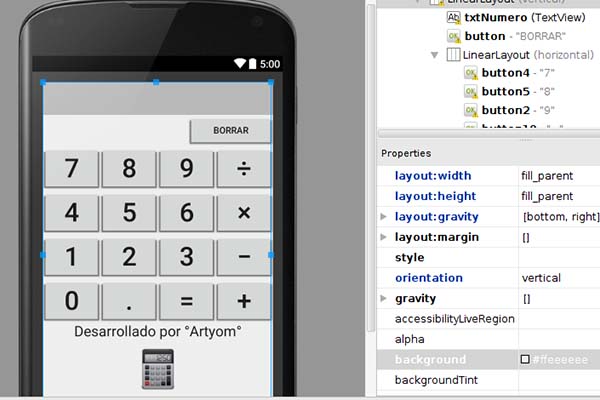 LinearLayout (vertical)
txtNumero (TextView)
button - "BORRAR"
LinearLayout (horizontal)
button4 - "7"
button5 - "8"
button2 - "9"
5:00
BORRAR
7 8 9 ÷
4 5 6 ×
1 2 3 −
0 . = +
Desarrollado por °Artyom°
Properties
layout:width fill_parent
layout:height fill_parent
layout:gravity [bottom, right]
layout:margin []
style
orientation vertical
gravity []
accessibilityLiveRegion
alpha
background #ffeeeeee
backgroundTint